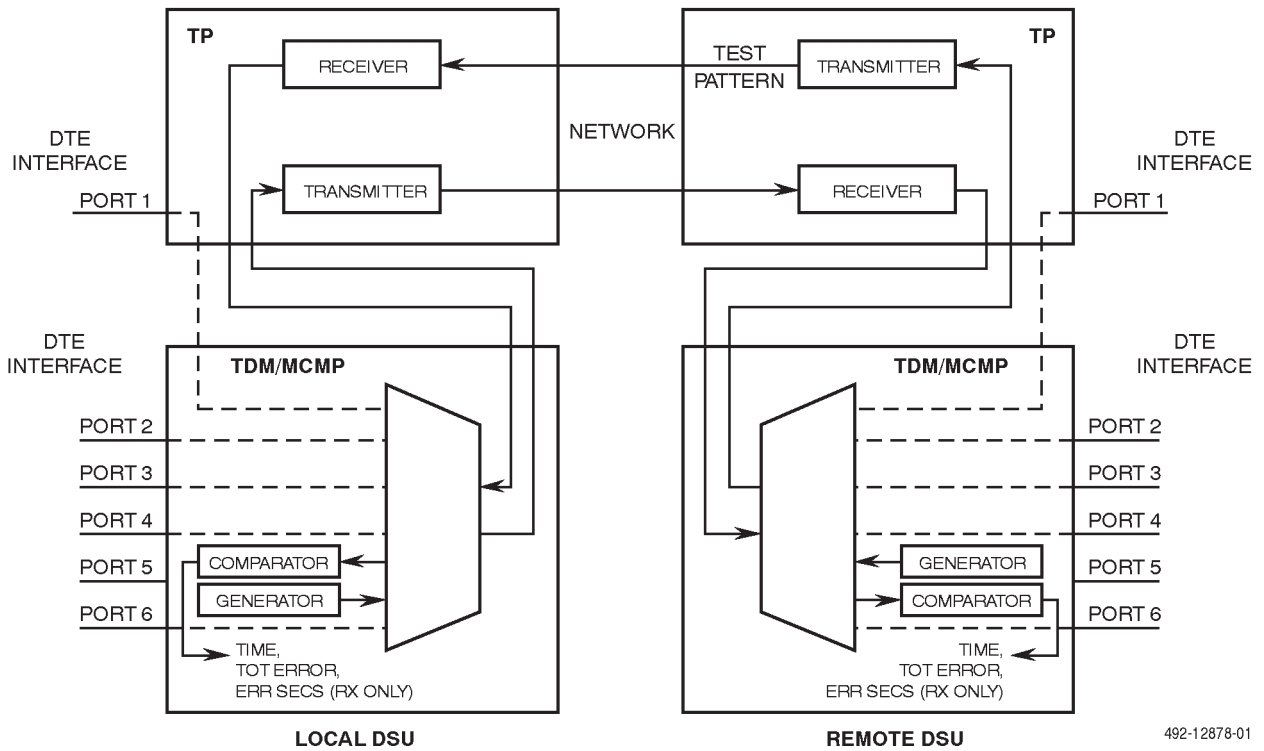 TP
RECEIVER
TEST
PATTERN
TRANSMITTER
TP
DTE
INTERFACE
NETWORK
DTE
INTERFACE
PORT 1
TRANSMITTER
RECEIVER
PORT 1
DTE
INTERFACE
TDM/MCMP
TDM/MCMP
DTE
INTERFACE
PORT 2
PORT 3
PORT 4
PORT 5
PORT 6
COMPARATOR
GENERATOR
TIME,
TOT ERROR,
ERR SECS (RX ONLY)
PORT 2
PORT 3
PORT 4
PORT 5
PORT 6
GENERATOR
COMPARATOR
TIME,
TOT ERROR,
ERR SECS (RX ONLY)
LOCAL DSU
REMOTE DSU
492-12878-01